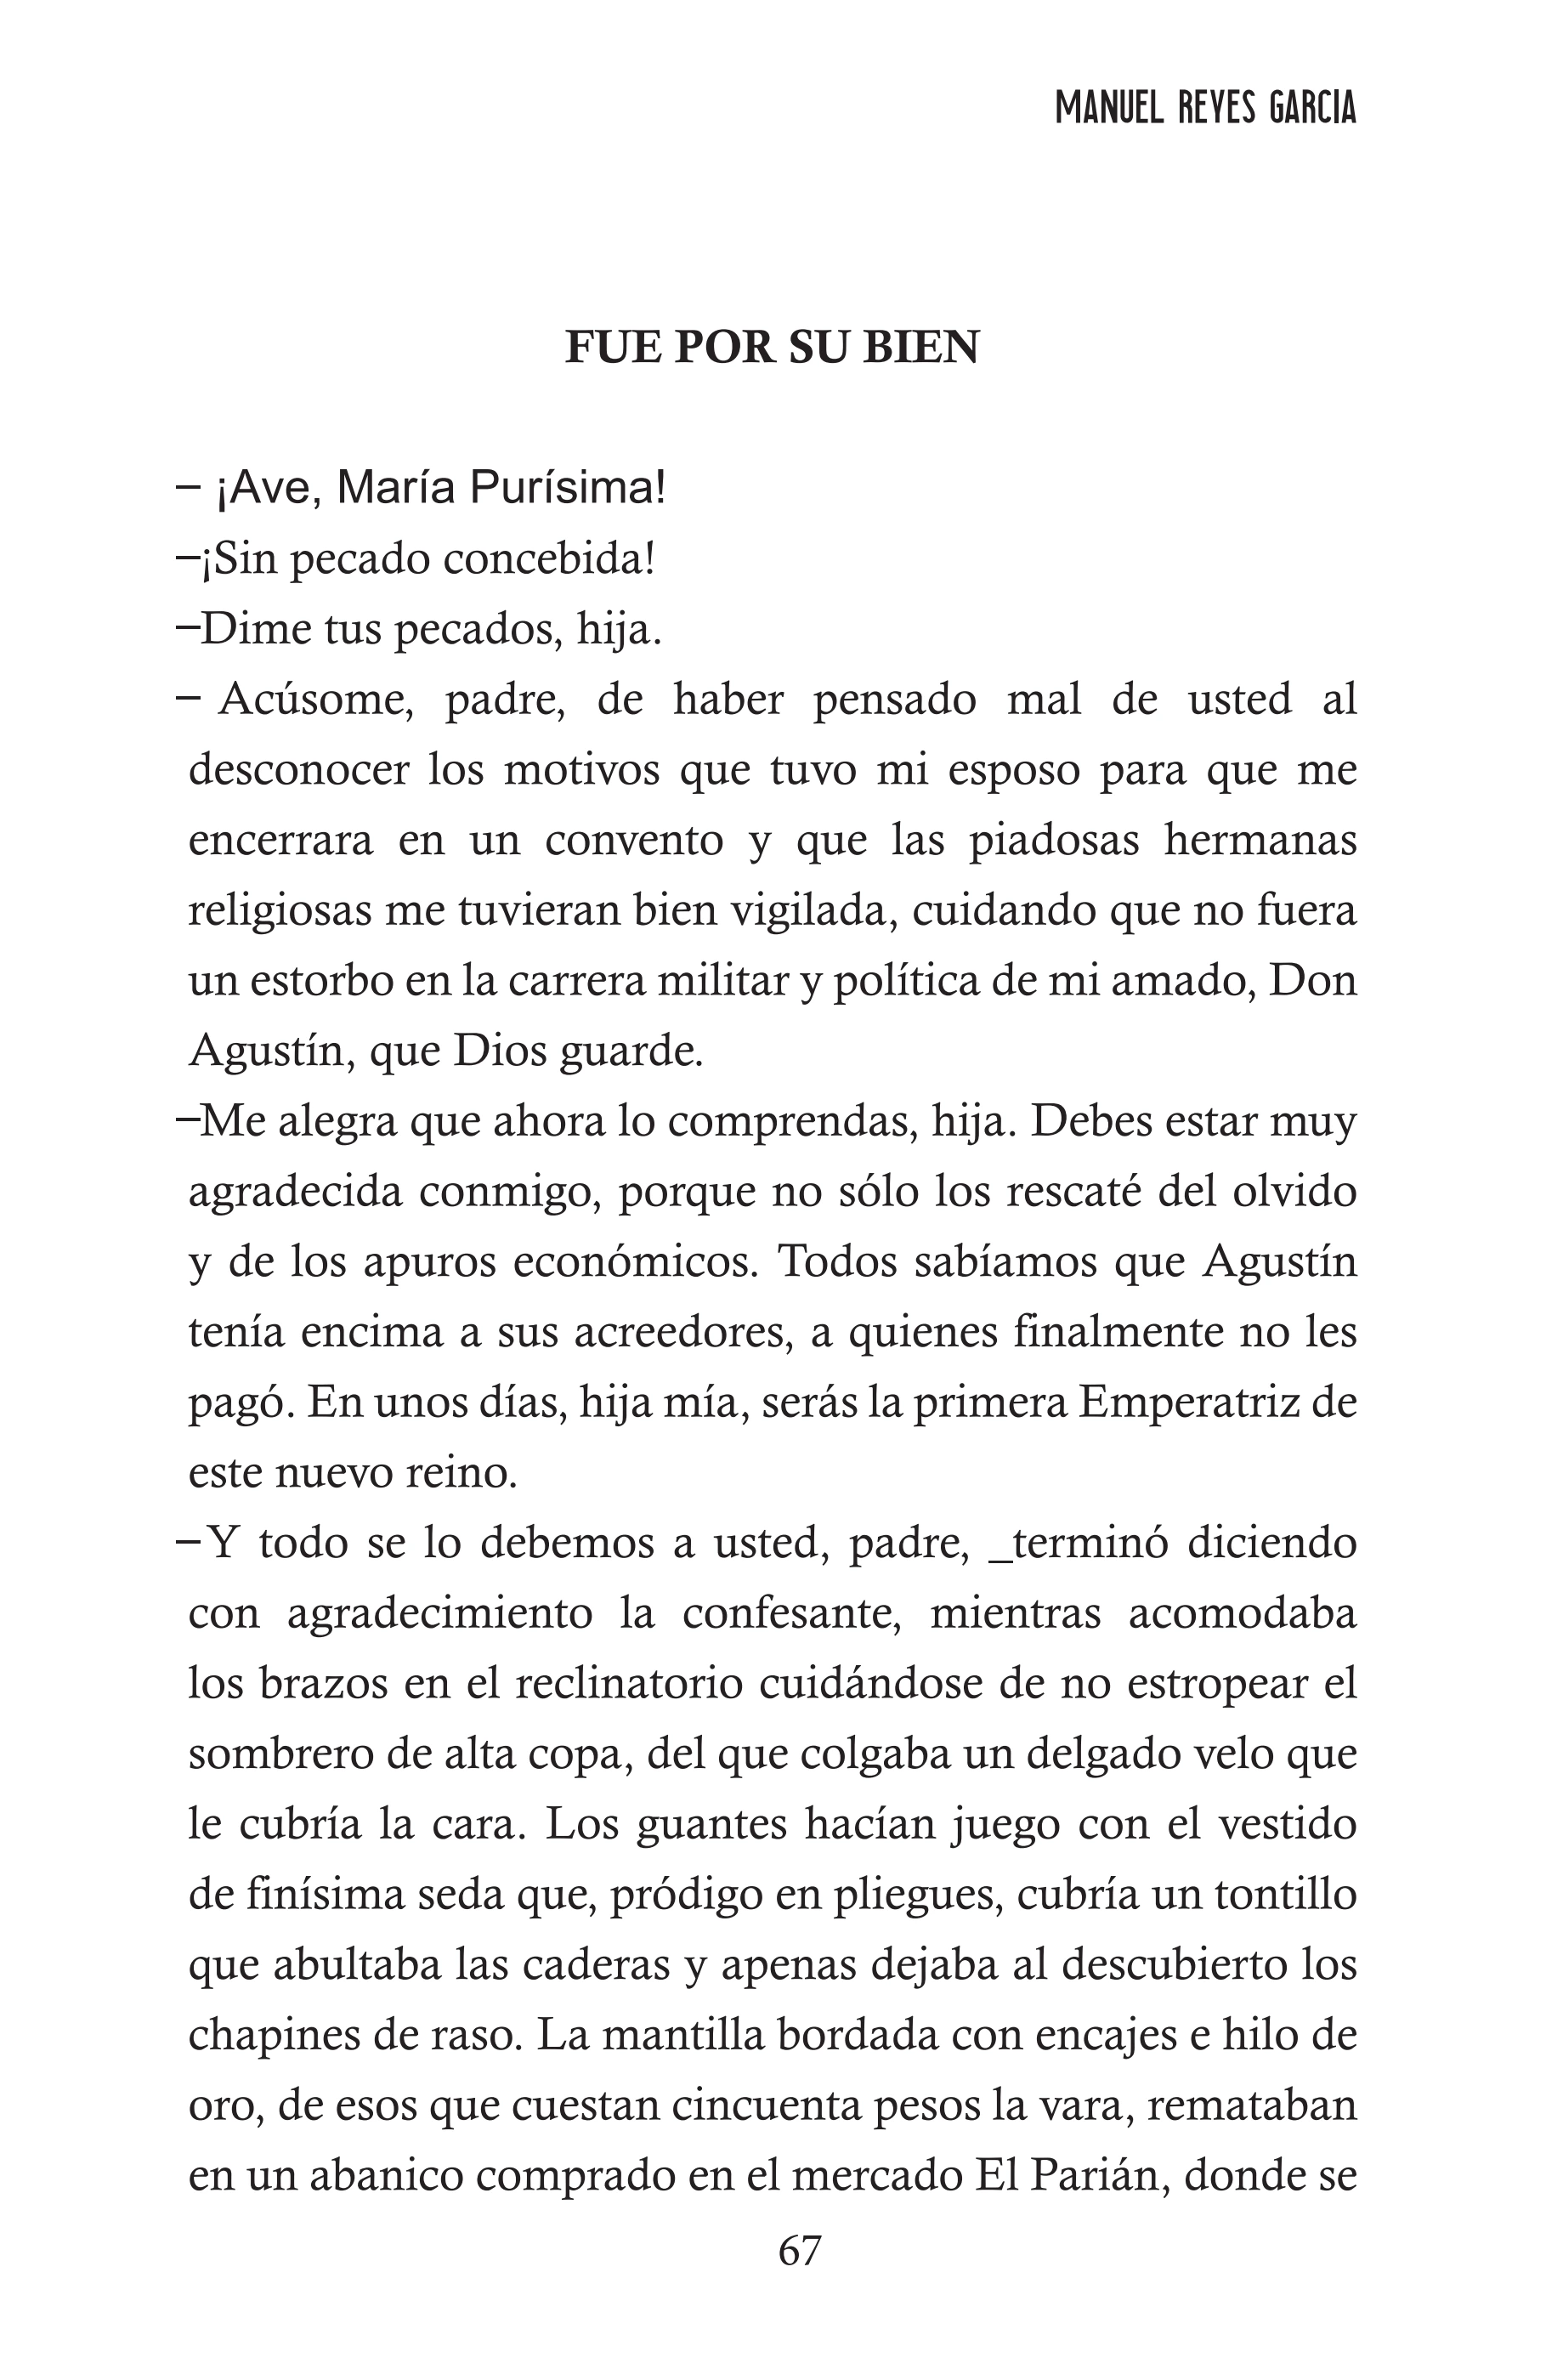 MANUEL REYES GARCIA
FUE POR SU BIEN
– ¡Ave, María Purísima!
–¡Sin pecado concebida!
–Dime tus pecados, hija.
– Acúsome, padre, de haber pensado mal de usted al
desconocer los motivos que tuvo mi esposo para que me
encerrara en un convento y que las piadosas hermanas
religiosas me tuvieran bien vigilada, cuidando que no fuera
un estorbo en la carrera militar y política de mi amado, Don
Agustín, que Dios guarde.
–Me alegra que ahora lo comprendas, hija. Debes estar muy
agradecida conmigo, porque no sólo los rescaté del olvido
y de los apuros económicos. Todos sabíamos que Agustín
tenía encima a sus acreedores, a quienes finalmente no les
pagó. En unos días, hija mía, serás la primera Emperatriz de
este nuevo reino.
–Y todo se lo debemos a usted, padre, _terminó diciendo
con agradecimiento la confesante, mientras acomodaba
los brazos en el reclinatorio cuidándose de no estropear el
sombrero de alta copa, del que colgaba un delgado velo que
le cubría la cara. Los guantes hacían juego con el vestido
de finísima seda que, pródigo en pliegues, cubría un tontillo
que abultaba las caderas y apenas dejaba al descubierto los
chapines de raso. La mantilla bordada con encajes e hilo de
oro, de esos que cuestan cincuenta pesos la vara, remataban
en un abanico comprado en el mercado El Parián, donde se
67